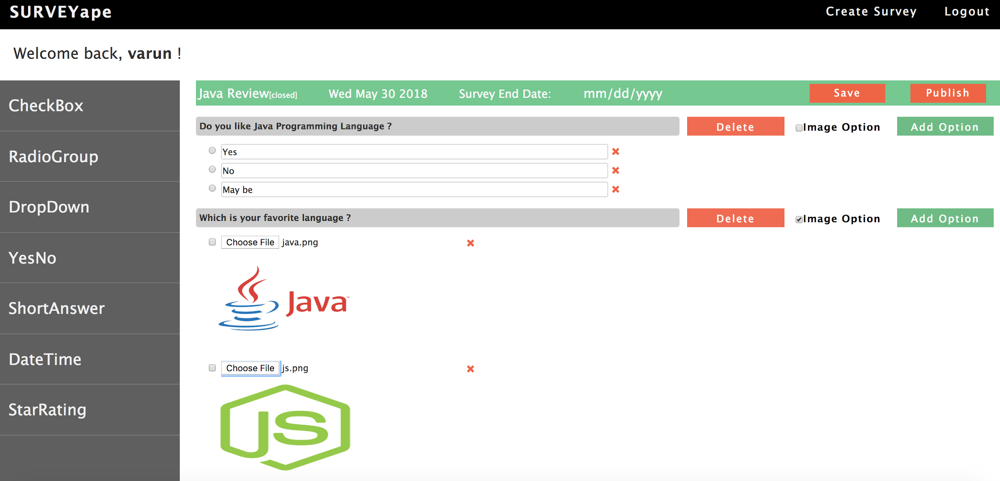 SURVEYape Create Survey Logout
Welcome back, varun !
CheckBox
RadioGroup
DropDown
YesNo
ShortAnswer
DateTime
StarRating
Java Review[closed] Wed May 30 2018 Survey End Date: mm/dd/yyyy Save Publish
Do you like Java Programming Language ? Delete Image Option Add Option
Yes
No
May be
Which is your favorite language ? Delete Image Option Add Option
Choose File java.png
Java™
Choose File js.png
JS